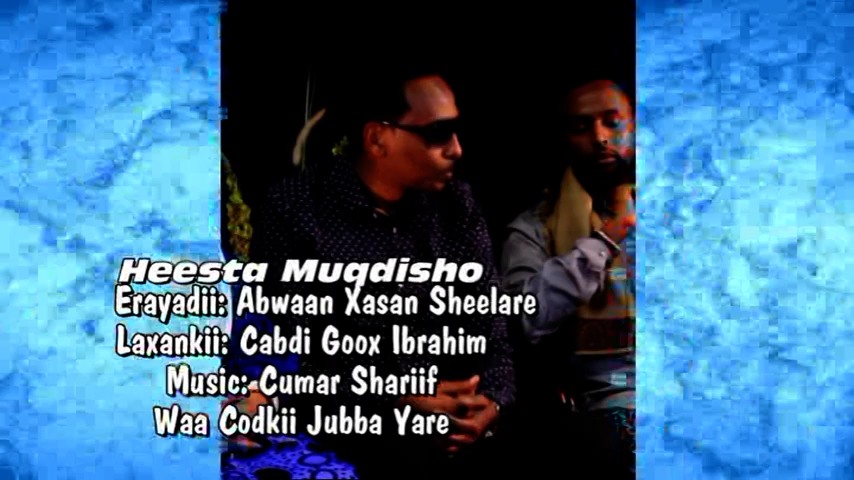 Heesta Muqdisho
Erayadii: Abwaan Xasan Sheelare
Laxankii: Cabdi Goox Ibrahim
Music: Cumar Shariif
Waa Codkii Jubba Yare